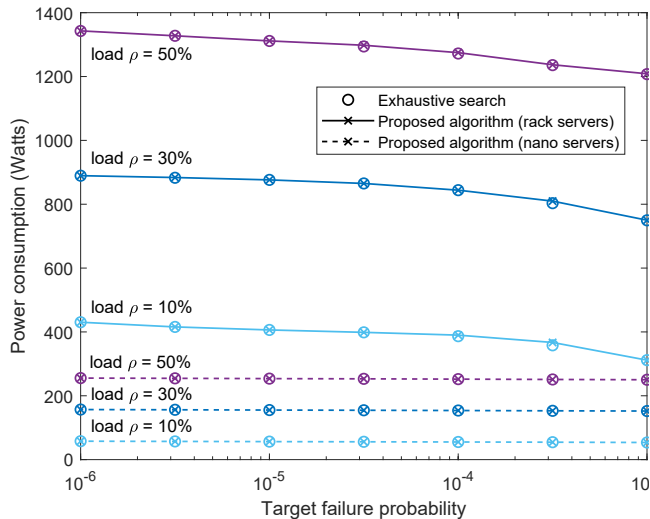 1400
1200
1000
800
600
400
200
0
Power consumption (Watts)
load ρ = 50%
Exhaustive search
Proposed algorithm (rack servers)
Proposed algorithm (nano servers)
load ρ = 30%
load ρ = 10%
load ρ = 50%
load ρ = 30%
load ρ = 10%
10-6
10-5
10-4
10
Target failure probability